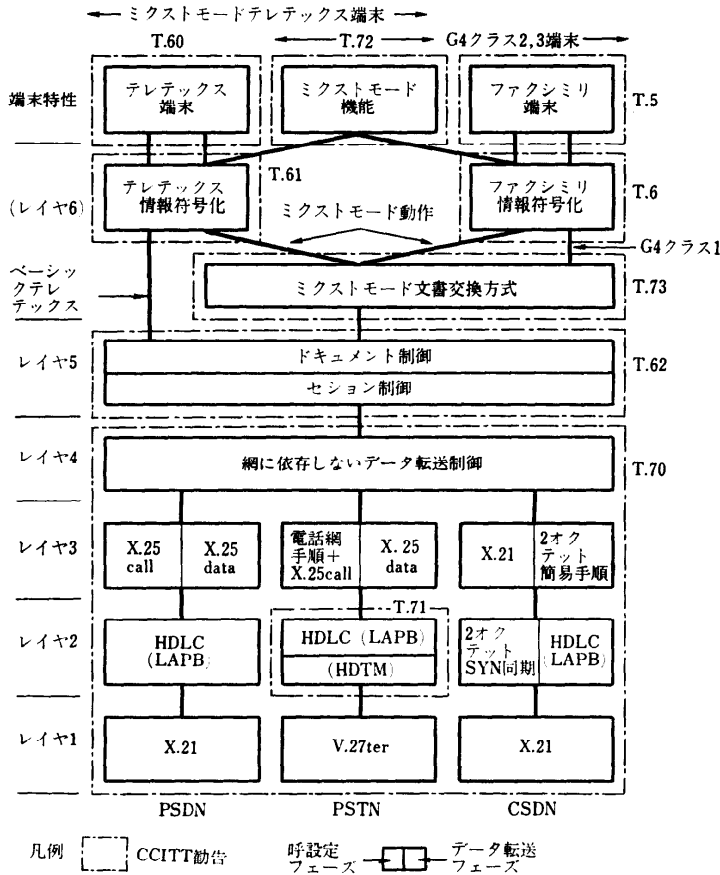 ミクストモードテレテックス端末
T.60
T.72
G4クラス2,3端末
端末特性
テレテックス
端末
ミクストモード
機能
ファクシミリ
端末
T.5
(レイヤ6)
テレテックス
情報符号化
T.61
ミクストモード動作
ファクシミリ
情報符号化
T.6
G4クラス1
ベーシッ
クテレ
テックス
ミクストモード文書交換方式
T.73
レイヤ5
ドキュメント制御
セション制御
T.62
レイヤ4
網に依存しないデータ転送制御
T.70
レイヤ3
X.25
call
X.25
data
電話網
手順+
X.25call
X.25
data
X.21
2オク
テット
簡易手順
T.71
レイヤ2
HDLC
(LAPB)
HDLC (LAPB)
(HDTM)
2オク
テット
SYN同期
HDLC
(LAPB)
レイヤ1
X.21
V.27ter
X.21
PSDN
PSTN
CSDN
凡例
CCITT勧告
呼設定
フェーズ
データ転送
フェーズ